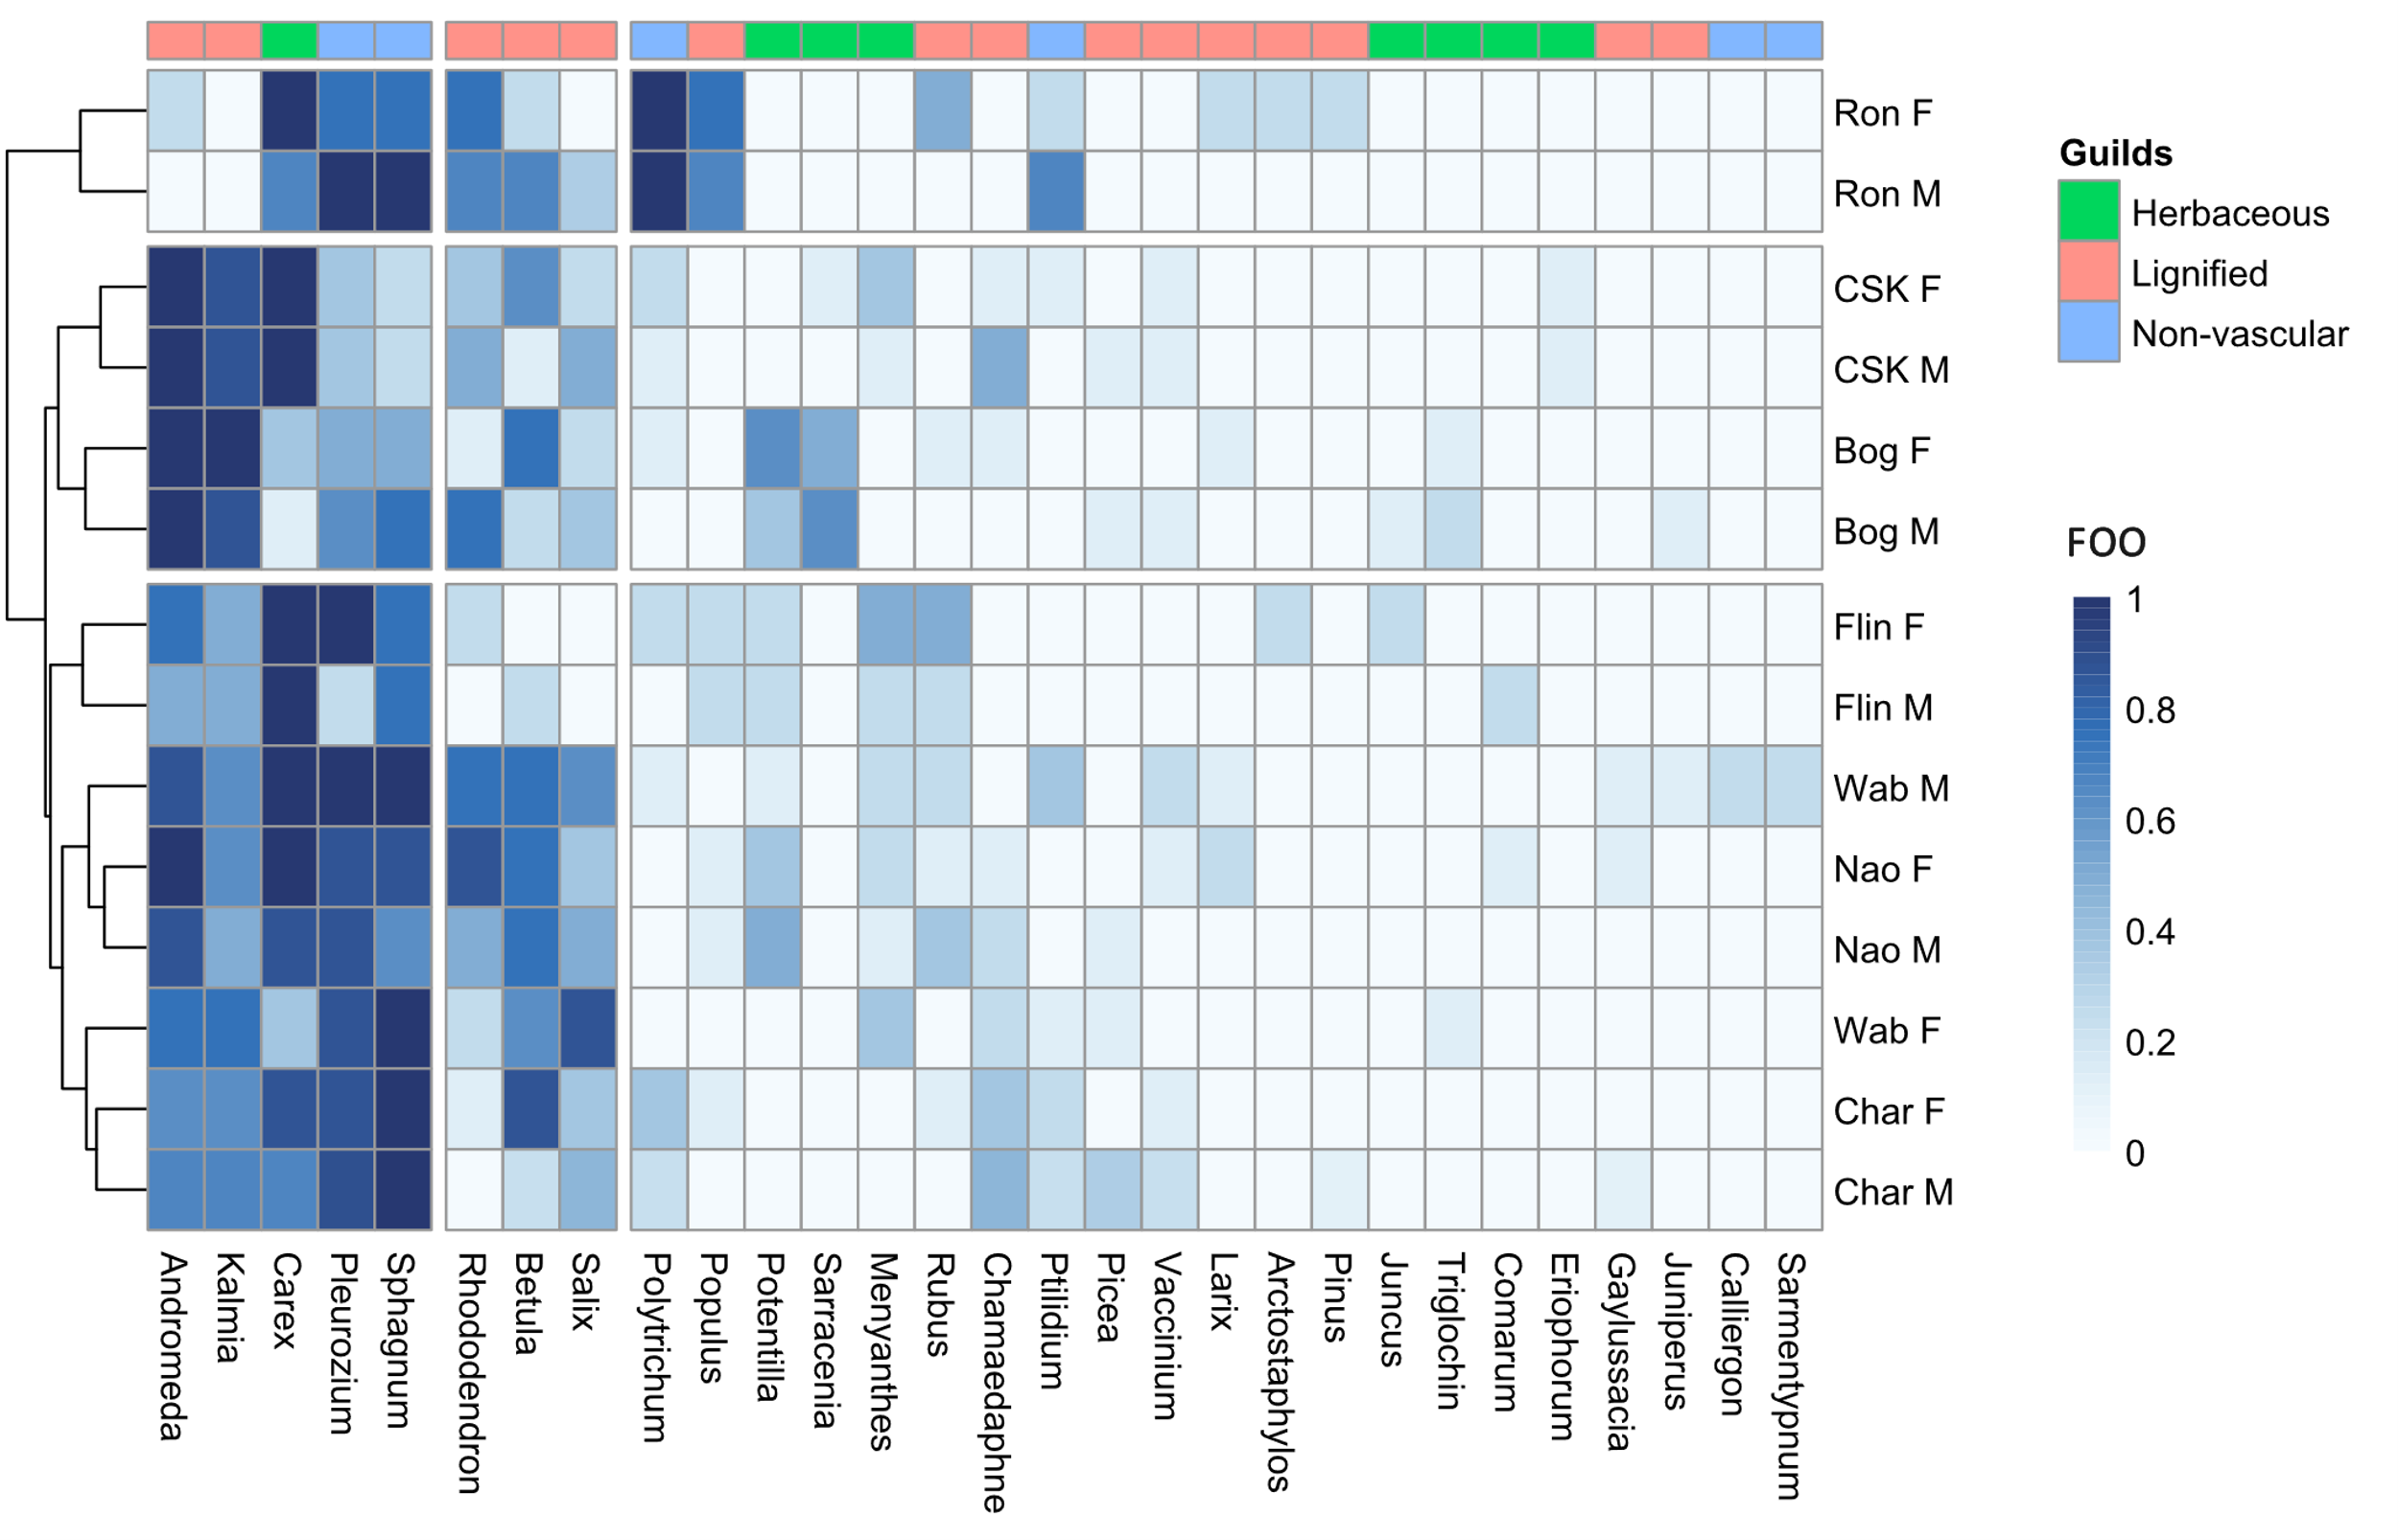 Ron F
Ron M
CSK F
CSK M
Bog F
Bog M
Flin F
Flin M
Wab M
Nao F
Nao M
Wab F
Char F
Char M
Andromeda
Kalmia
Carex
Pleurozium
Sphagnum
Rhododendron
Betula
Salix
Polytrichum
Populus
Potentilla
Sarracenia
Menyanthes
Rubus
Chamaedaphne
Ptilidium
Picea
Vaccinium
Larix
Arctostaphylos
Pinus
Juncus
Triglochin
Comarum
Eriophorum
Gaylussacia
Juniperus
Calliergon
Sarmentypnum
Guilds
Herbaceous
Lignified
Non-vascular
FOO
1
0.8
0.6
0.4
0.2
0